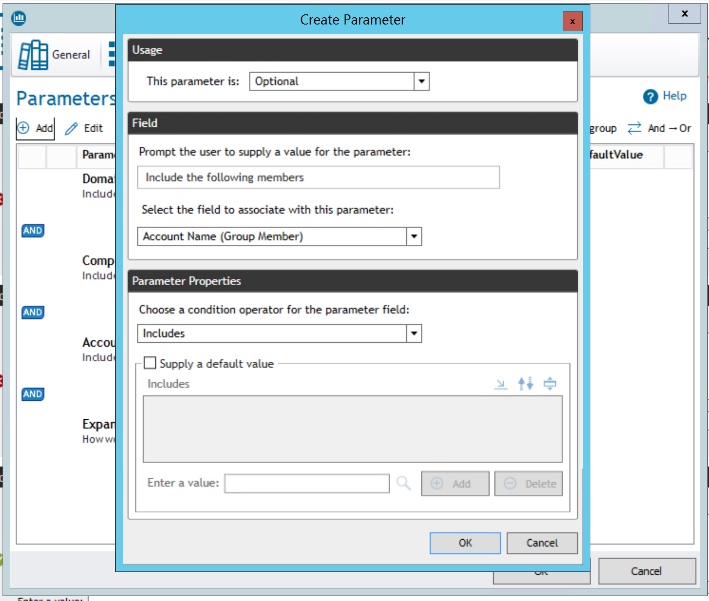 Create Parameter
x
x
General
Parameters
Help
Add
Edit
group
And → Or
Usage
This parameter is:
Optional
Field
Prompt the user to supply a value for the parameter:
Include the following members
Select the field to associate with this parameter:
Account Name (Group Member)
Parameter Properties
Choose a condition operator for the parameter field:
Includes
Supply a default value
Includes
Enter a value:
Add
Delete
OK
Cancel
Param
faultValue
Domai
Include
AND
Comp
Include
AND
Accou
Include
AND
Expan
How w
OK
Cancel